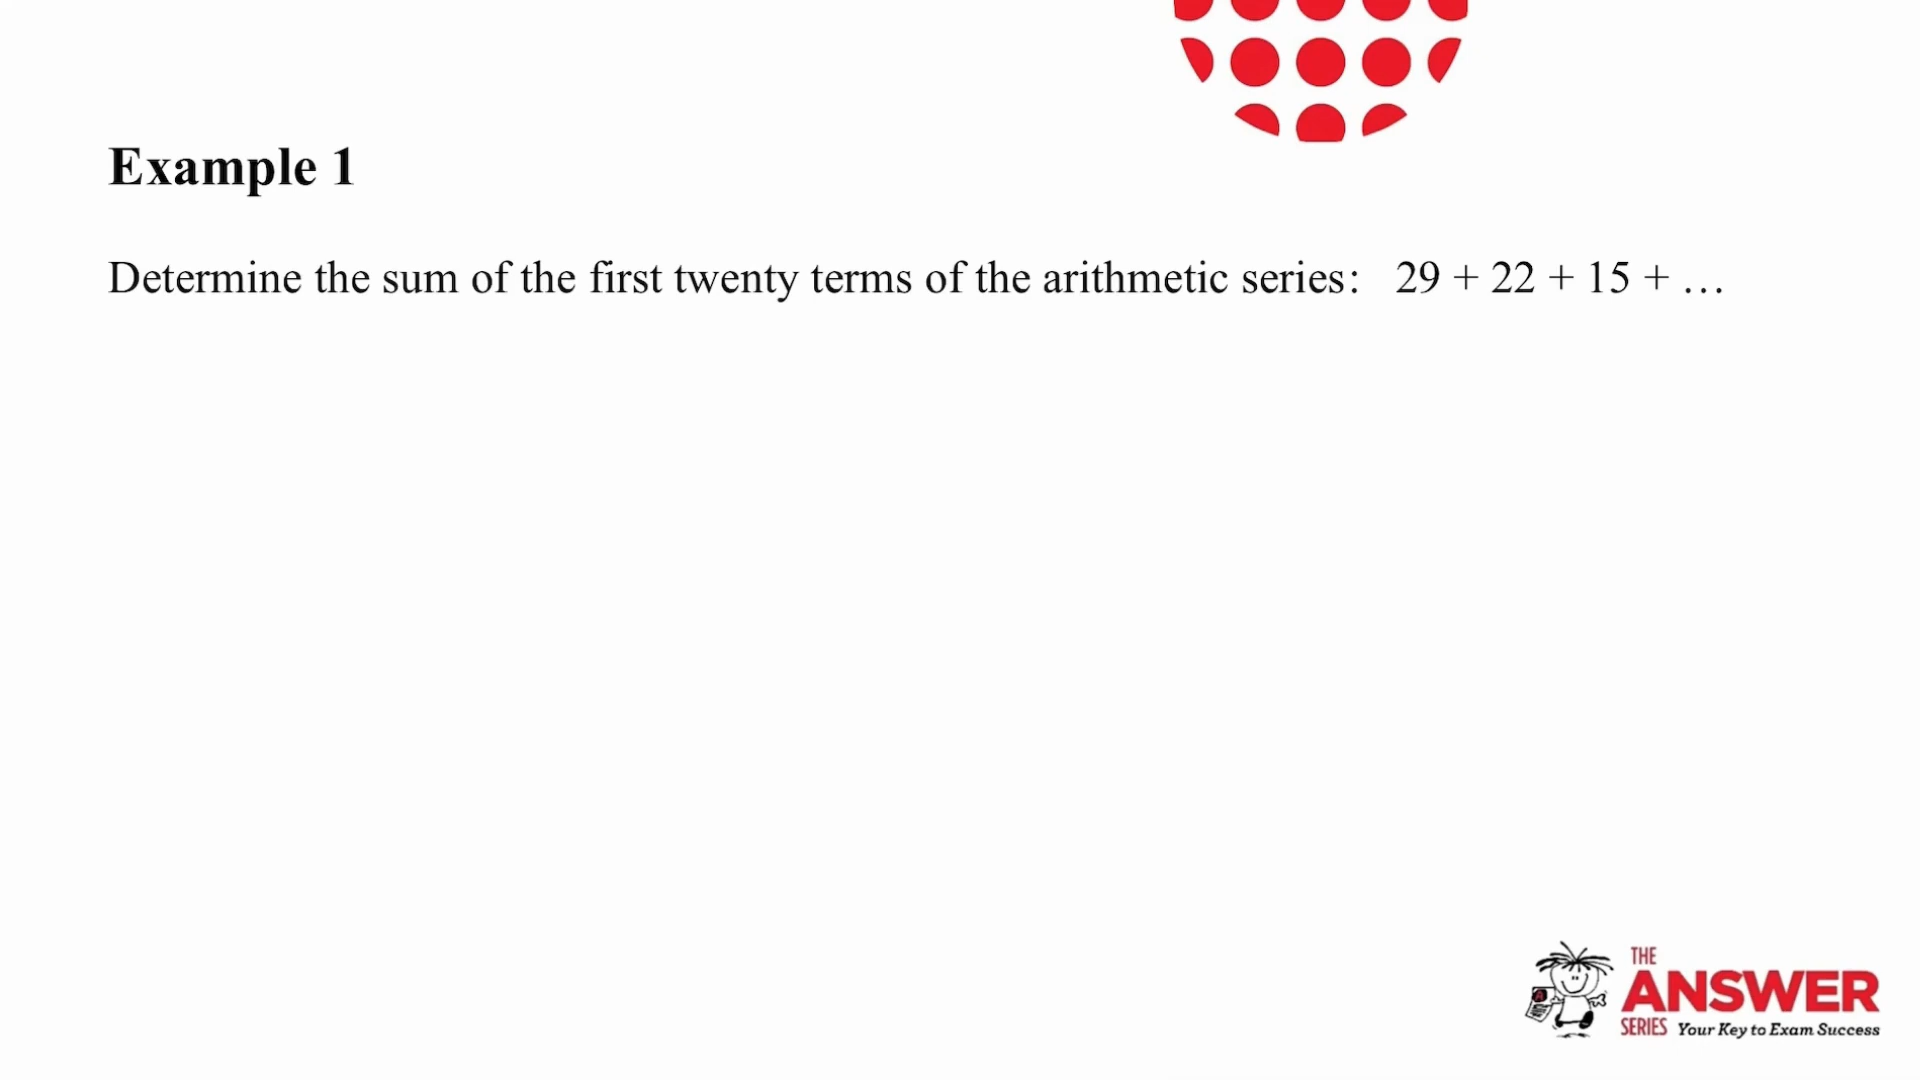 Example 1
Determine the sum of the first twenty terms of the arithmetic series: 29 + 22 + 15 + …
THE
ANSWER
SERIES Your Key to Exam Success